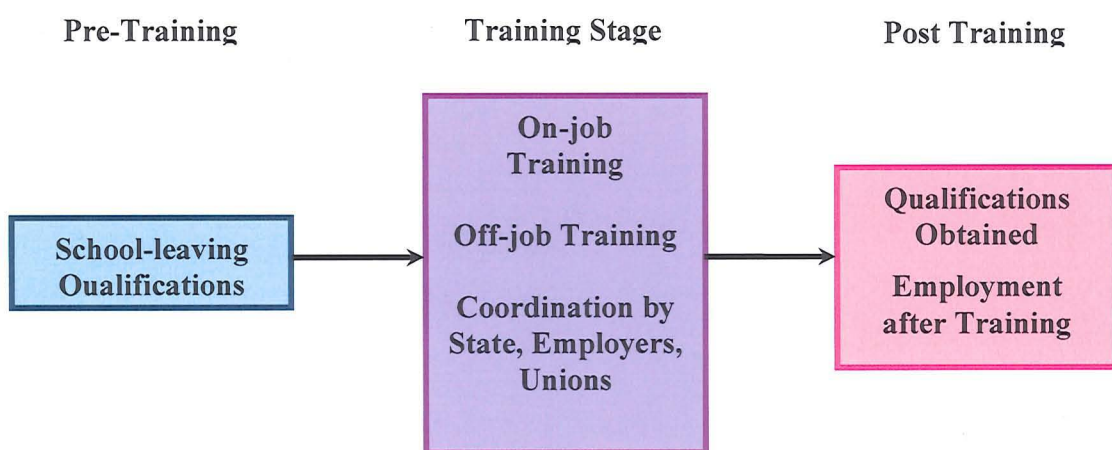 Pre-Training
Training Stage
Post Training
School-leaving
Qualifications
On-job
Training
Off-job Training
Coordination by
State, Employers,
Unions
Qualifications
Obtained
Employment
after Training